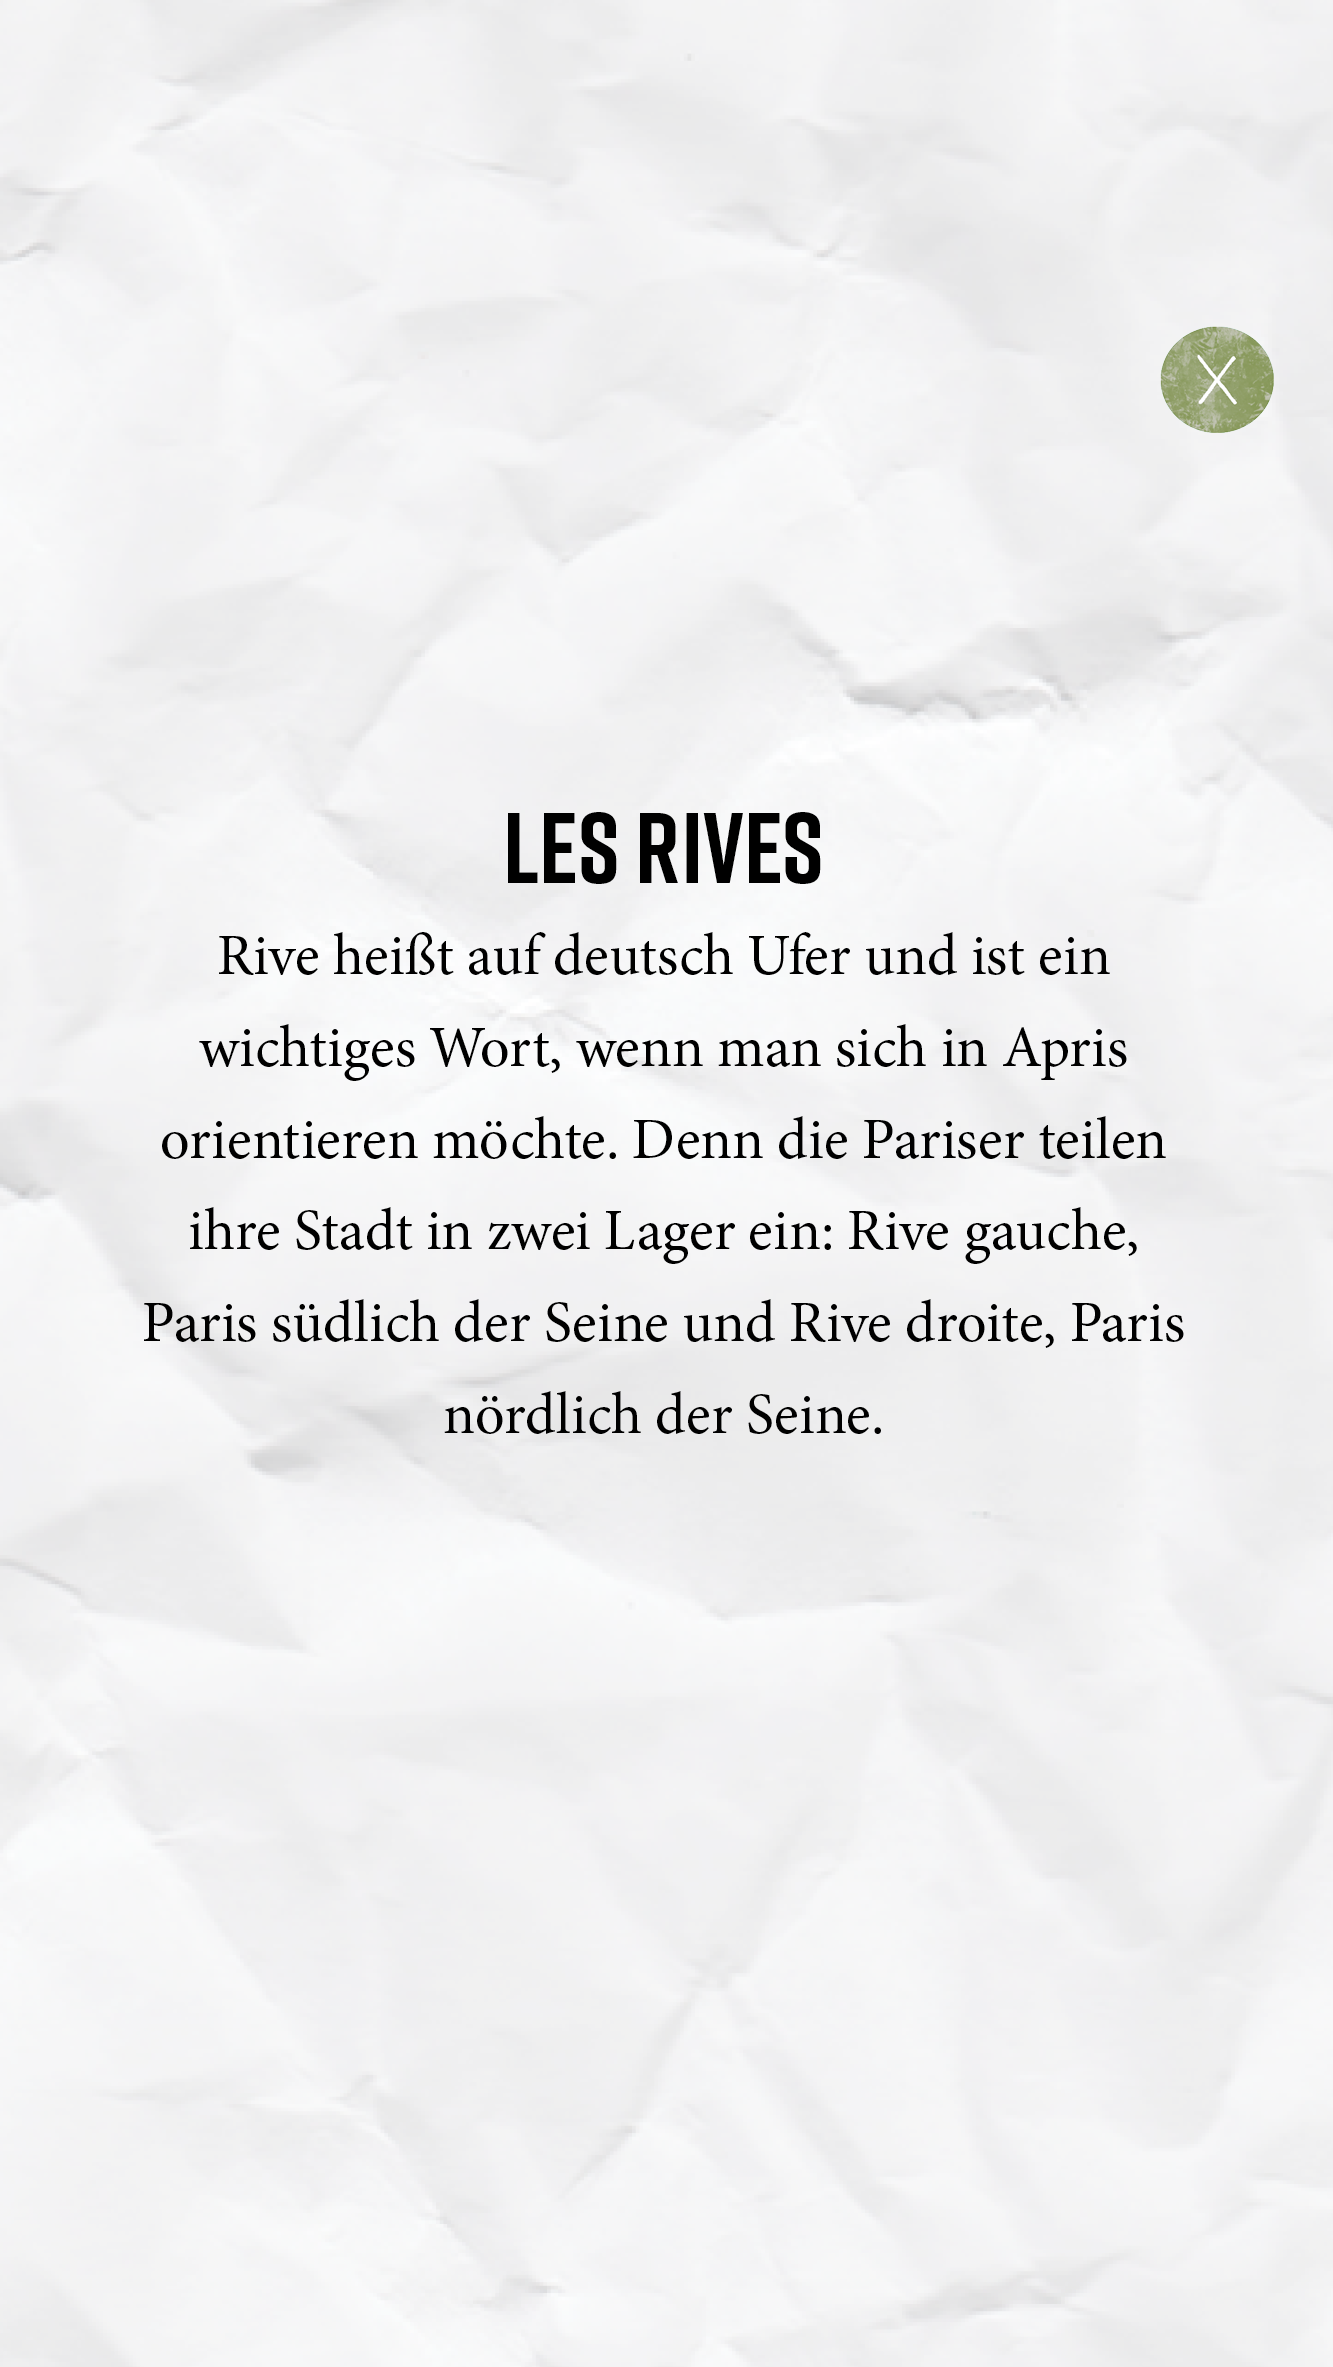 X
LES RIVES
Rive heißt auf deutsch Ufer und ist ein
wichtiges Wort, wenn man sich in Apris
orientieren möchte. Denn die Pariser teilen
ihre Stadt in zwei Lager ein: Rive gauche,
Paris südlich der Seine und Rive droite, Paris
nördlich der Seine.